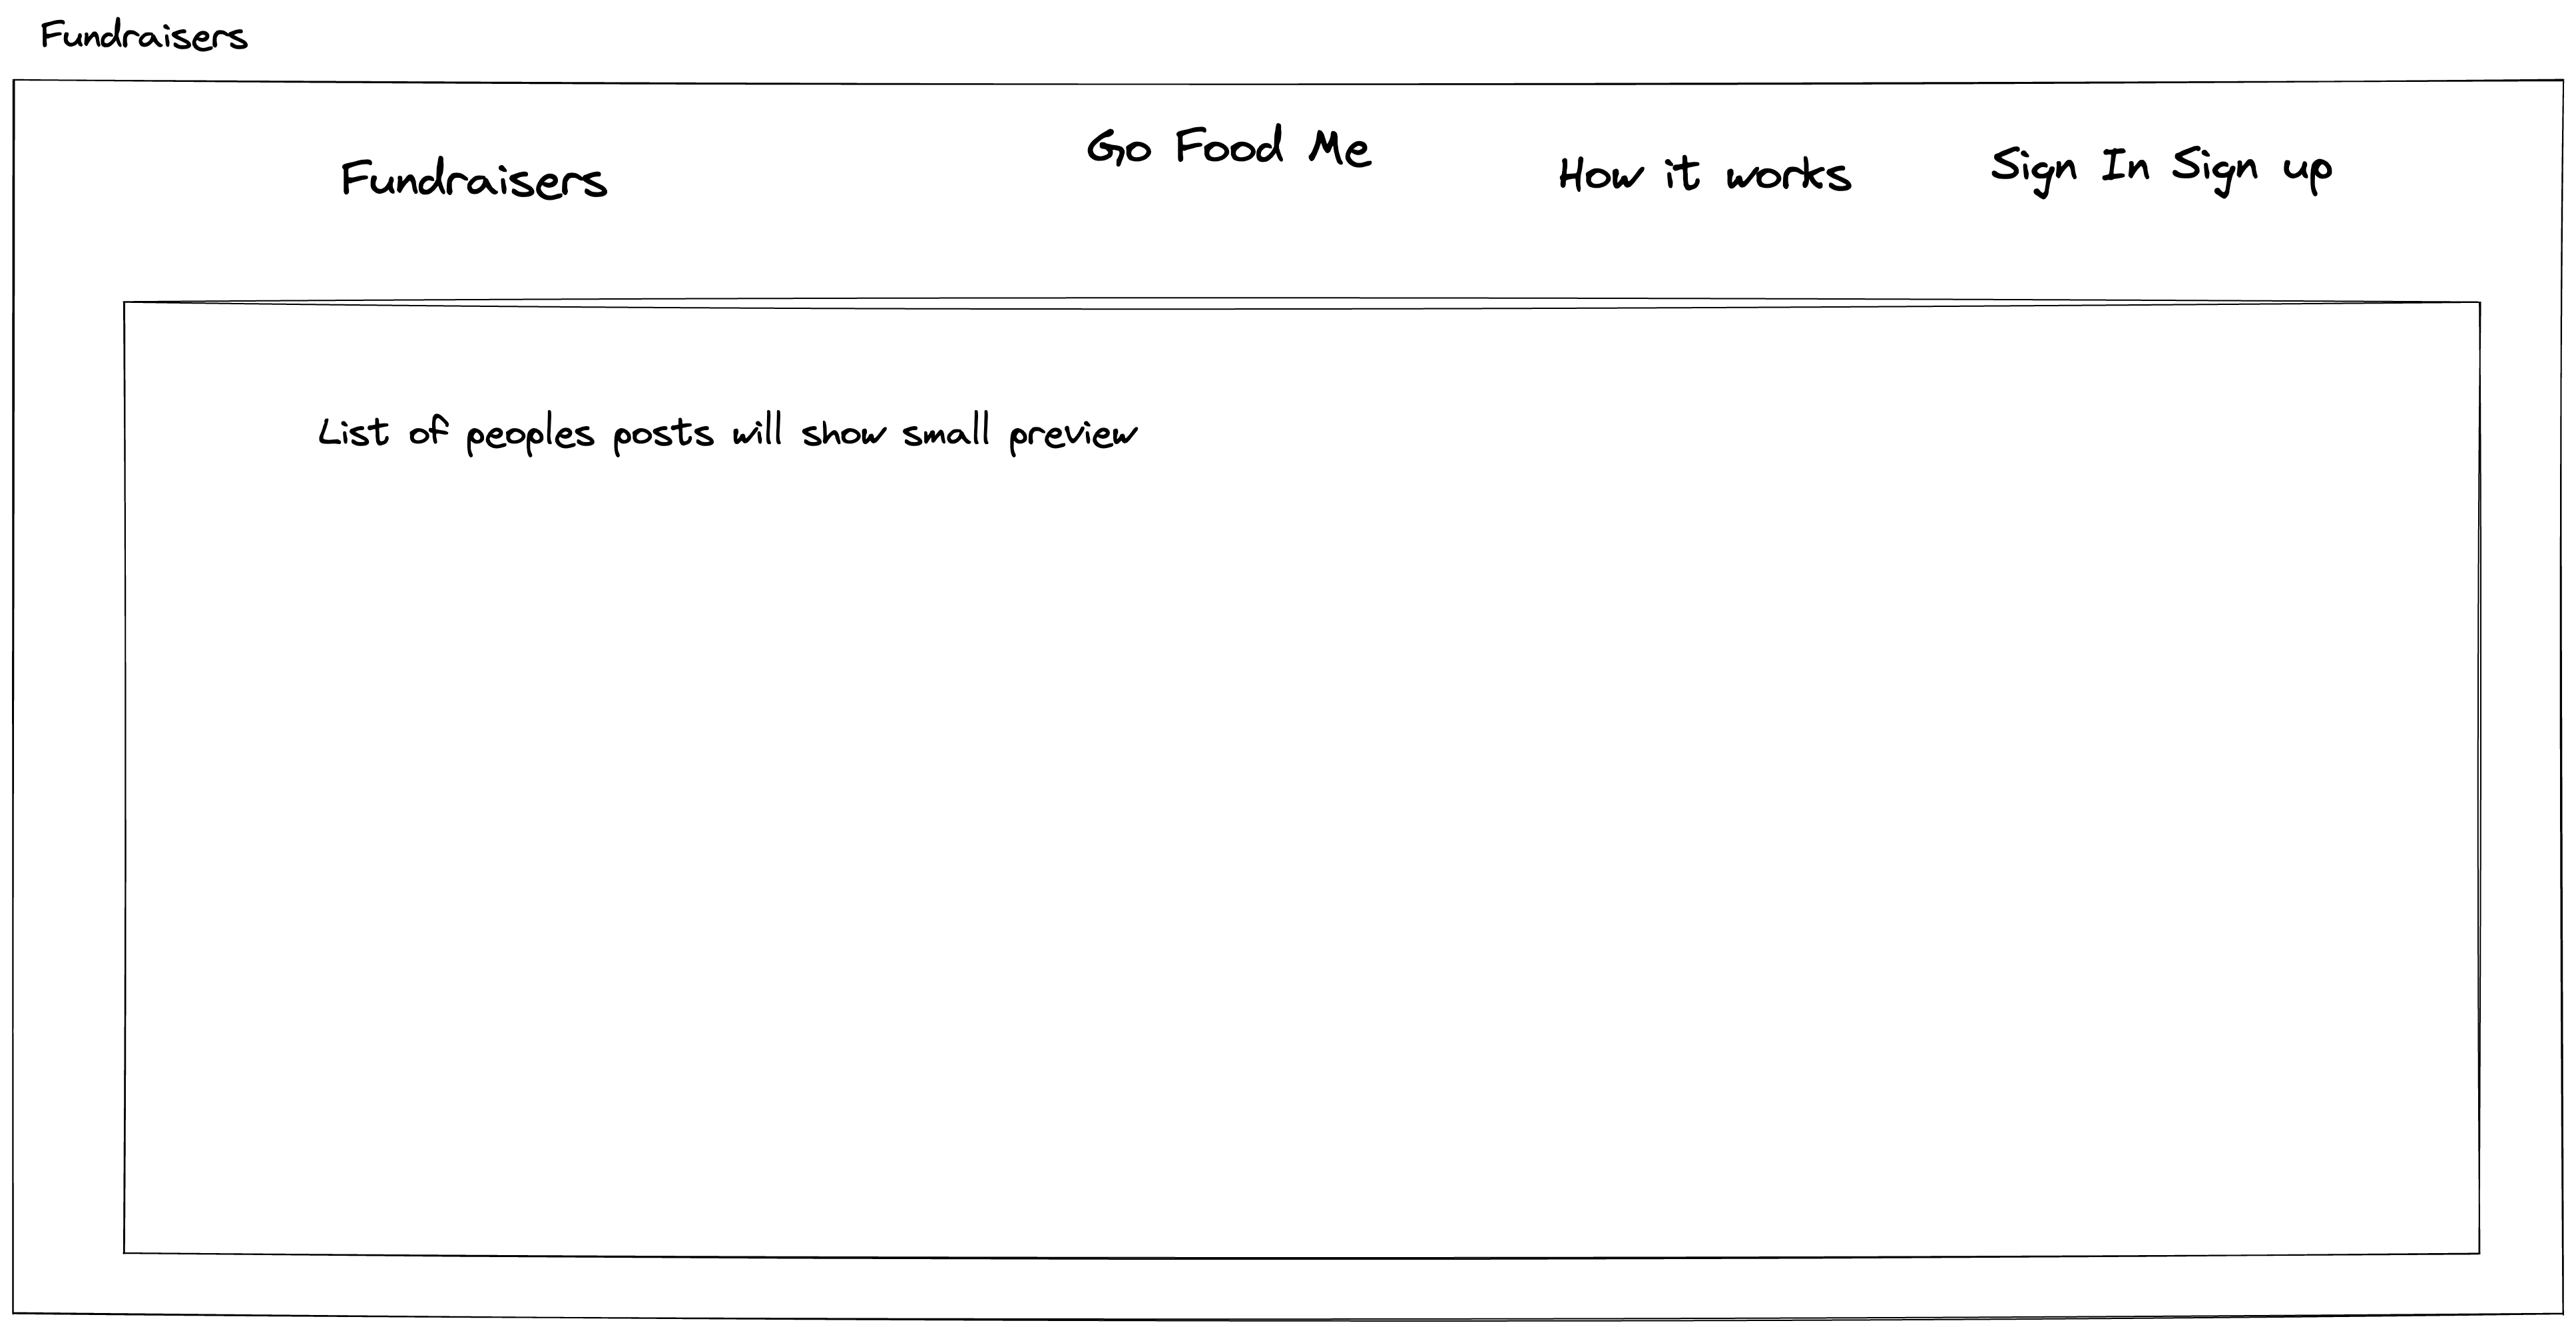 Fundraisers
Fundraisers
Go Food Me
How it works
Sign In Sign up
List of peoples posts will show small preview